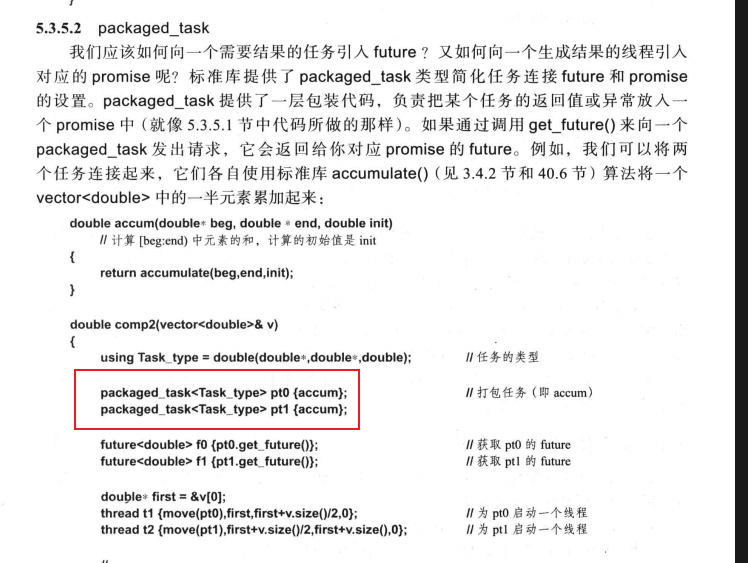 5.3.5.2 packaged_task
我们应该如何向一个需要结果的任务引入 future？又如何向一个生成结果的线程引入
对应的 promise 呢？标准库提供了 packaged_task 类型简化任务连接 future 和 promise
的设置。packaged_task 提供了一层包装代码，负责把某个任务的返回值或异常放入一
个 promise 中（就像 5.3.5.1 节中代码所做的那样）。如果通过调用 get_future() 来向一个
packaged_task 发出请求，它会返回给你对应 promise 的 future。例如，我们可以将两
个任务连接起来，它们各自使用标准库 accumulate()（见 3.4.2 节和 40.6 节）算法将一个
vector<double> 中的一半元素累加起来：
double accum(double* beg, double * end, double init)
// 计算 [beg:end) 中元素的和，计算的初始值是 init
{
return accumulate(beg,end,init);
}
double comp2(vector<double>& v)
{
using Task_type = double(double*,double*,double); // 任务的类型
packaged_task<Task_type> pt0 {accum}; // 打包任务（即 accum）
packaged_task<Task_type> pt1 {accum};
future<double> f0 {pt0.get_future()}; // 获取 pt0 的 future
future<double> f1 {pt1.get_future()}; // 获取 pt1 的 future
double* first = &v[0];
thread t1 {move(pt0),first,first+v.size()/2,0}; // 为 pt0 启动一个线程
thread t2 {move(pt1),first+v.size()/2,first+v.size(),0}; // 为 pt1 启动一个线程